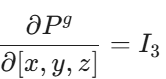 ∂P^g / ∂[x, y, z] = I_3